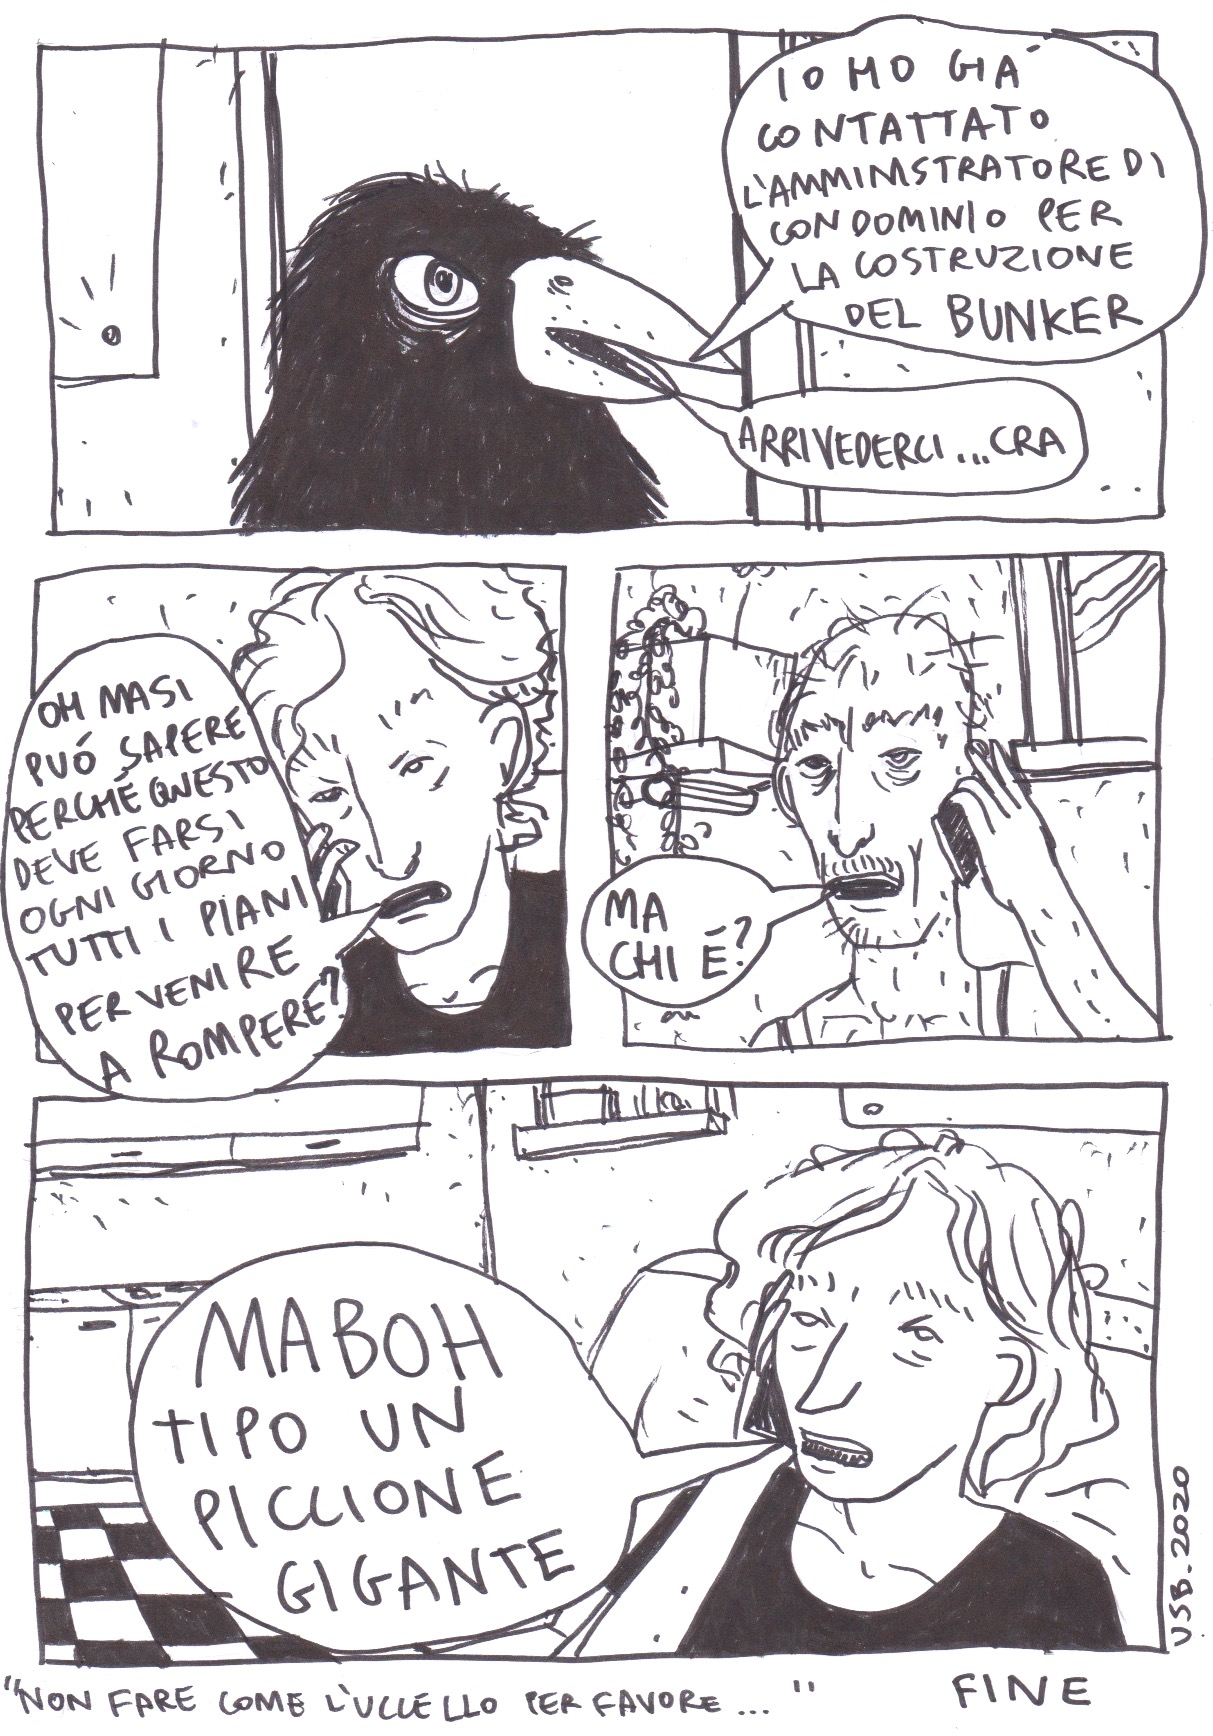 IO HO GIÀ
CONTATTATO
L'AMMINISTRATORE DI
CONDOMINIO PER
LA COSTRUZIONE
DEL BUNKER
ARRIVEDERCI...CRA
OH MASI
PUÓ SAPERE
PERCHÉ QUESTO
DEVE FARSI
OGNI GIORNO
TUTTI I PIANI
PER VENIRE
A ROMPERE?
MA
CHI É?
MABOH
TIPO UN
PICCIONE
GIGANTE
USB.2020
"NON FARE COME L'UCCELLO PER FAVORE..."
FINE